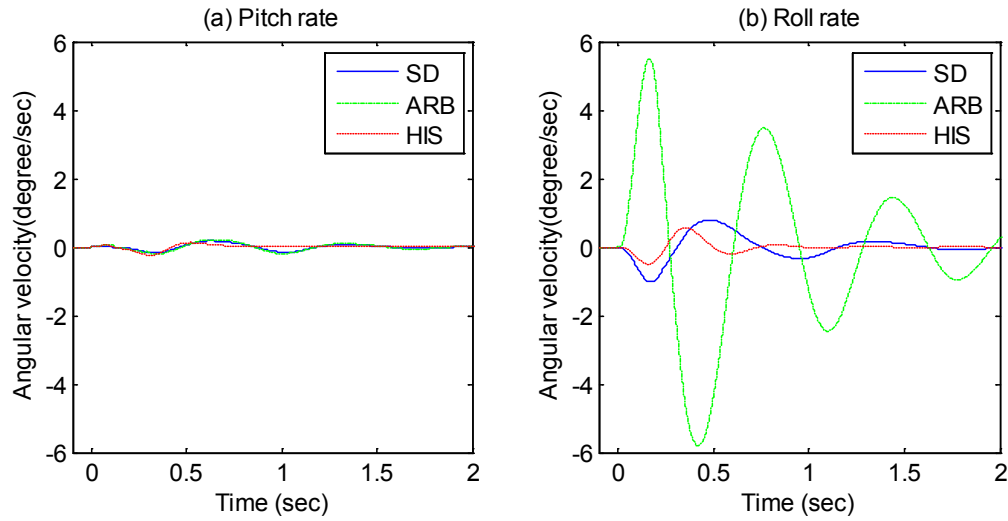 (a) Pitch rate
6
4
2
0
-2
-4
-6
Angular velocity(degree/sec)
SD
ARB
HIS
0
0.5
1
1.5
2
Time (sec)
(b) Roll rate
6
4
2
0
-2
-4
-6
Angular velocity(degree/sec)
SD
ARB
HIS
0
0.5
1
1.5
2
Time (sec)